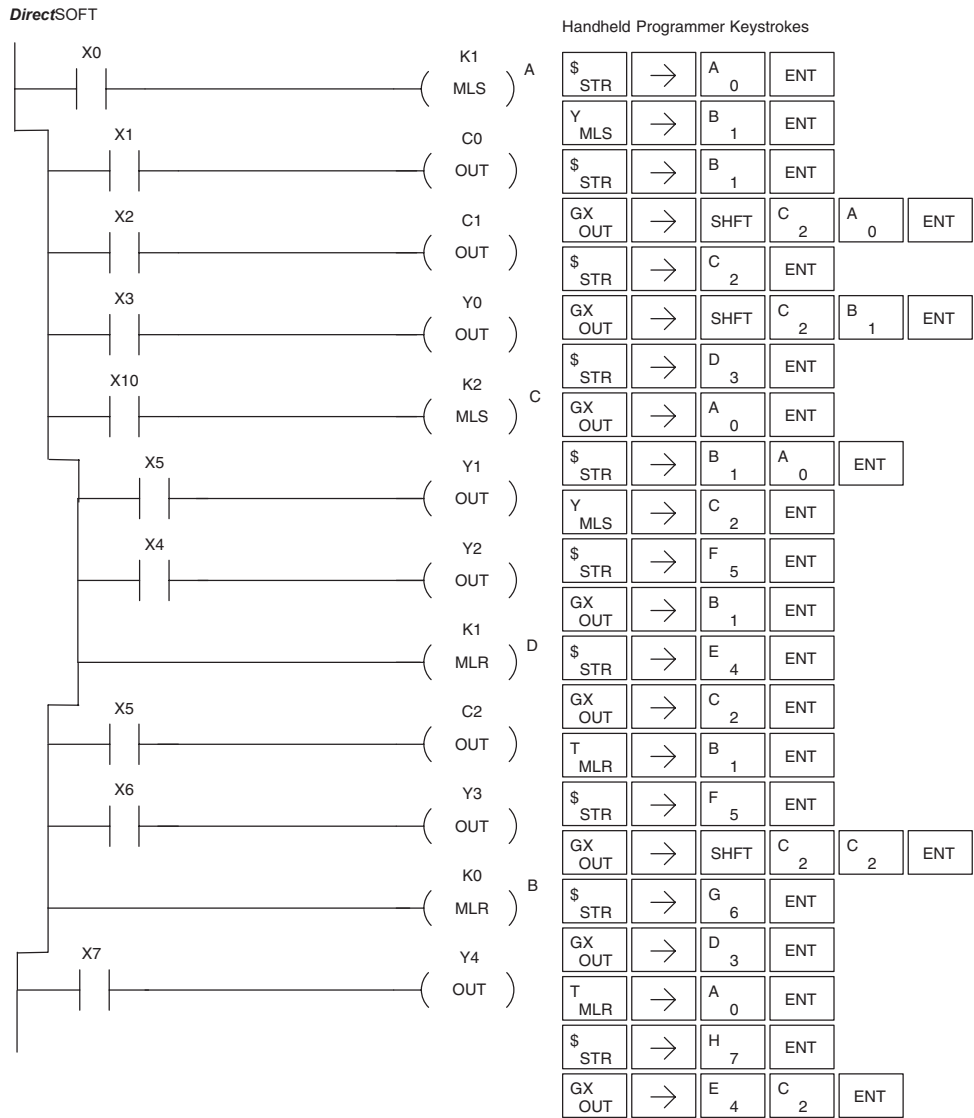 DirectSOFT
Handheld Programmer Keystrokes
X0
K1
MLS
A
X1
C0
OUT
X2
C1
OUT
X3
Y0
OUT
X10
K2
MLS
C
X5
Y1
OUT
X4
Y2
OUT
K1
MLR
D
X5
C2
OUT
X6
Y3
OUT
K0
MLR
B
X7
Y4
OUT
$ STR → A 0 ENT
Y MLS → B 1 ENT
$ STR → B 1 ENT
GX OUT → SHFT C 2 A 0 ENT
$ STR → C 2 ENT
GX OUT → SHFT C 2 B 1 ENT
$ STR → D 3 ENT
GX OUT → A 0 ENT
$ STR → B 1 A 0 ENT
Y MLS → C 2 ENT
$ STR → F 5 ENT
GX OUT → B 1 ENT
$ STR → E 4 ENT
GX OUT → C 2 ENT
T MLR → B 1 ENT
$ STR → F 5 ENT
GX OUT → SHFT C 2 C 2 ENT
$ STR → G 6 ENT
GX OUT → D 3 ENT
T MLR → A 0 ENT
$ STR → H 7 ENT
GX OUT → E 4 C 2 ENT